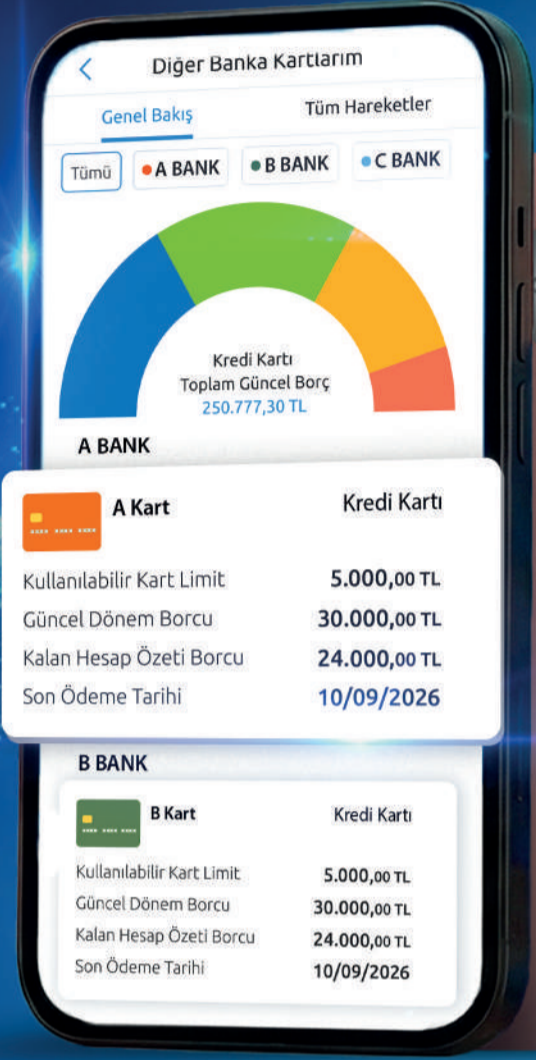 Diğer Banka Kartlarım
Genel Bakış Tüm Hareketler
Tümü A BANK B BANK C BANK
Kredi Kartı
Toplam Güncel Borç
250.777,30 TL
A BANK
A Kart Kredi Kartı
Kullanılabilir Kart Limit 5.000,00 TL
Güncel Dönem Borcu 30.000,00 TL
Kalan Hesap Özeti Borcu 24.000,00 TL
Son Ödeme Tarihi 10/09/2026
B BANK
B Kart Kredi Kartı
Kullanılabilir Kart Limit 5.000,00 TL
Güncel Dönem Borcu 30.000,00 TL
Kalan Hesap Özeti Borcu 24.000,00 TL
Son Ödeme Tarihi 10/09/2026